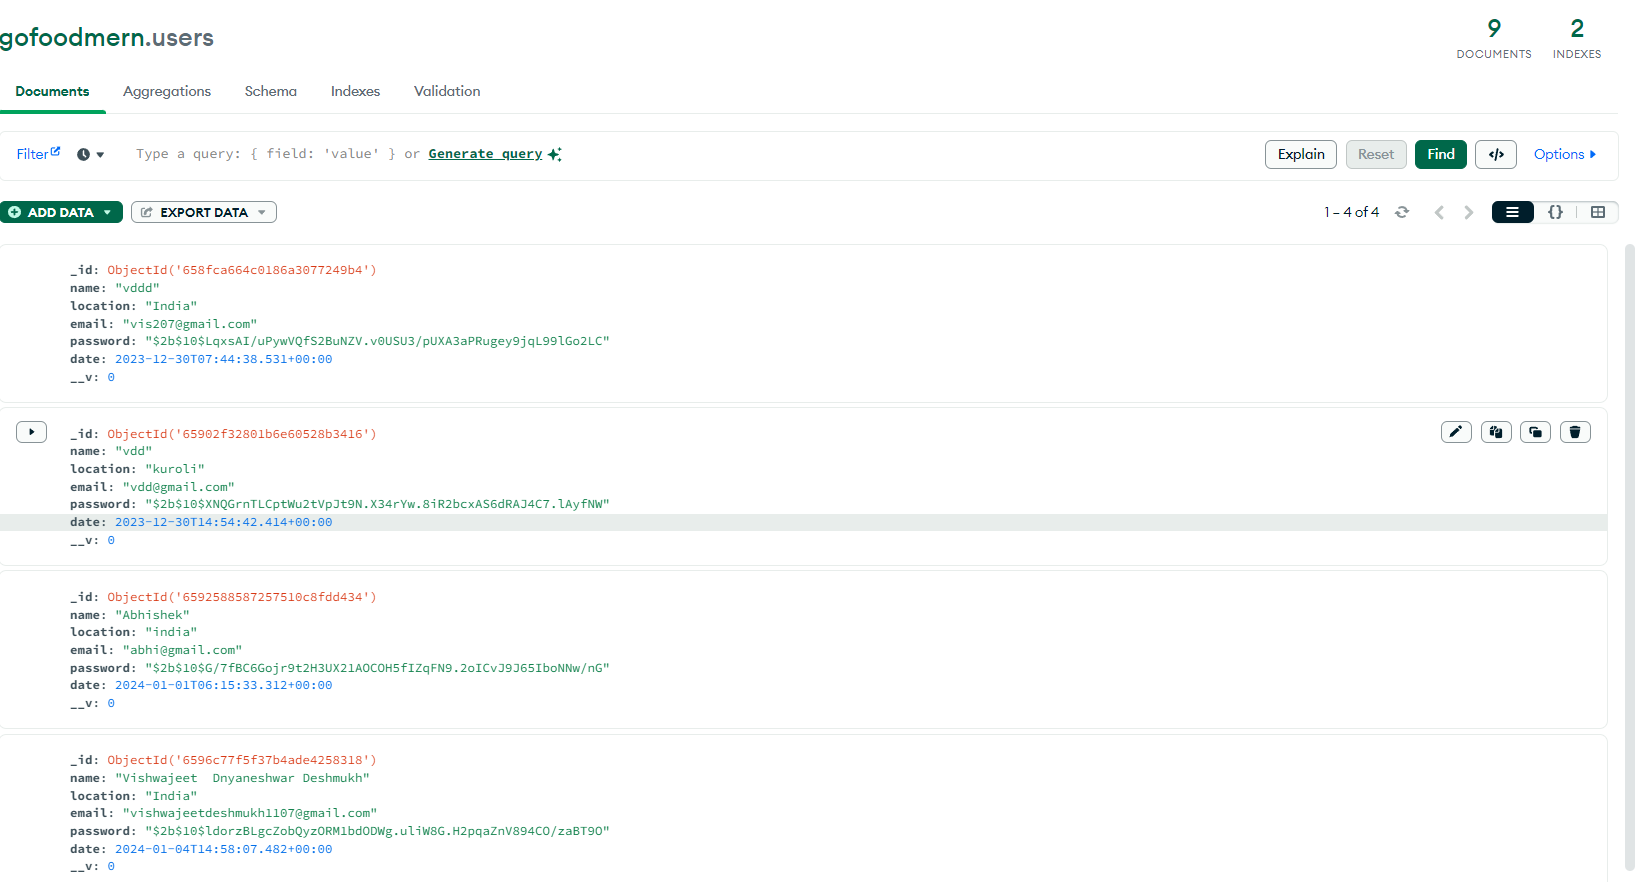 gofoodmern.users
9
DOCUMENTS
2
INDEXES
Documents Aggregations Schema Indexes Validation
Filter Type a query: { field: 'value' } or Generate query Explain Reset Find </> Options
ADD DATA EXPORT DATA 1 – 4 of 4 {}
_id: ObjectId('658fca664c0186a3077249b4')
name: "vddd"
location: "India"
email: "vis207@gmail.com"
password: "$2b$10$LqxsAI/uPywVQfS2BuNZV.v0USU3/pUXA3aPRugey9jqL99lGo2LC"
date: 2023-12-30T07:44:38.531+00:00
__v: 0
_id: ObjectId('65902f32801b6e60528b3416')
name: "vdd"
location: "kuroli"
email: "vdd@gmail.com"
password: "$2b$10$XNQGrnTLCptWu2tVpJt9N.X34rYw.8iR2bcxAS6dRAJ4C7.lAyfNW"
date: 2023-12-30T14:54:42.414+00:00
__v: 0
_id: ObjectId('6592588587257510c8fdd434')
name: "Abhishek"
location: "india"
email: "abhi@gmail.com"
password: "$2b$10$G/7fBC6Gojr9t2H3UX21AOCOH5fIZqFN9.2oICvJ9J65IboNNw/nG"
date: 2024-01-01T06:15:33.312+00:00
__v: 0
_id: ObjectId('6596c77f5f37b4ade4258318')
name: "Vishwajeet  Dnyaneshwar Deshmukh"
location: "India"
email: "vishwajeetdeshmukh1107@gmail.com"
password: "$2b$10$ldorzBLgcZobQyzORM1bdODWg.uliW8G.H2pqaZnV894CO/zaBT9O"
date: 2024-01-04T14:58:07.482+00:00
__v: 0